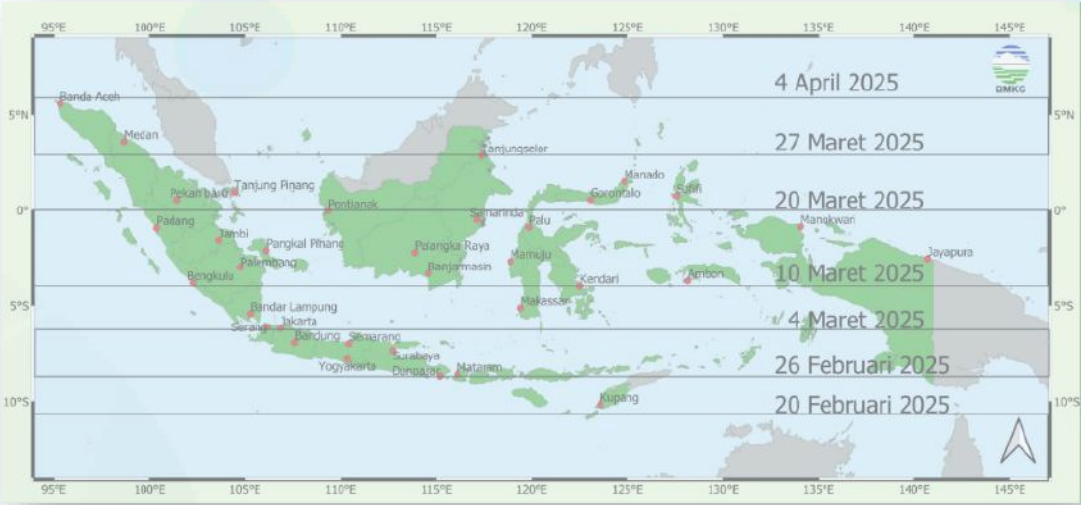 95°E 100°E 105°E 110°E 115°E 120°E 125°E 130°E 135°E 140°E 145°E
BMKG
4 April 2025
Banda Aceh
5°N 5°N
Medan
27 Maret 2025
Tanjungselor
Manado
Tanjung Pinang
Pekan baru
Gorontalo
Sofifi
20 Maret 2025
0° 0°
Pontianak
Samarinda
Palu
Manokwari
Padang
Jambi
Pangkal Pinang
Palangka Raya
Mamuju
Jayapura
Palembang
Banjarmasin
Bengkulu
Kendari
Ambon
10 Maret 2025
Makassar
5°S 5°S
Bandar Lampung
4 Maret 2025
Serang
Jakarta
Bandung
Semarang
Surabaya
Yogyakarta
Denpasar
Mataram
26 Februari 2025
Kupang
20 Februari 2025
10°S 10°S
95°E 100°E 105°E 110°E 115°E 120°E 125°E 130°E 135°E 140°E 145°E